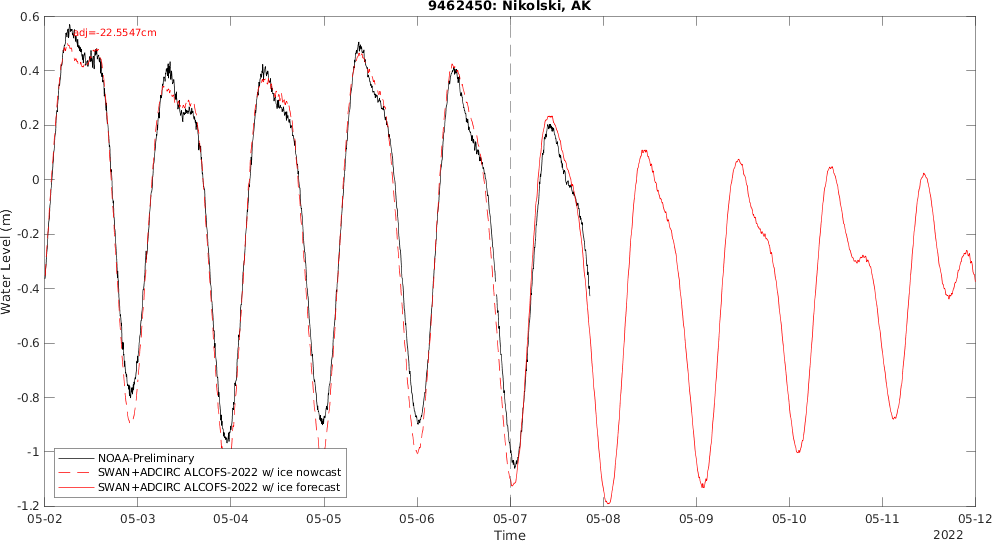 9462450: Nikolski, AK
adj=-22.5547cm
Water Level (m)
0.6
0.4
0.2
0
-0.2
-0.4
-0.6
-0.8
-1
-1.2
NOAA-Preliminary
SWAN+ADCIRC ALCOFS-2022 w/ ice nowcast
SWAN+ADCIRC ALCOFS-2022 w/ ice forecast
05-02 05-03 05-04 05-05 05-06 05-07 05-08 05-09 05-10 05-11 05-12
Time
2022